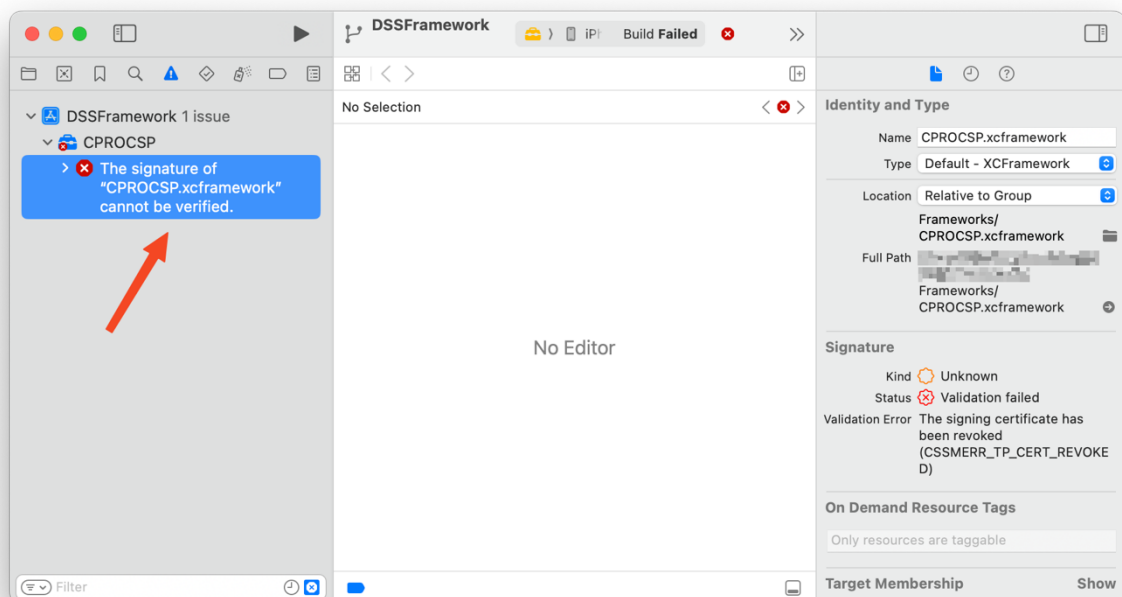 DSSFramework
iPh
Build Failed
No Selection
DSSFramework 1 issue
CPROCSP
The signature of
“CPROCSP.xcframework”
cannot be verified.
No Editor
Filter
Identity and Type
Name CPROCSP.xcframework
Type Default - XCFramework
Location Relative to Group
Frameworks/
CPROCSP.xcframework
Full Path
Frameworks/
CPROCSP.xcframework
Signature
Kind Unknown
Status Validation failed
Validation Error The signing certificate has
been revoked
(CSSMERR_TP_CERT_REVOKE
D)
On Demand Resource Tags
Only resources are taggable
Target Membership Show